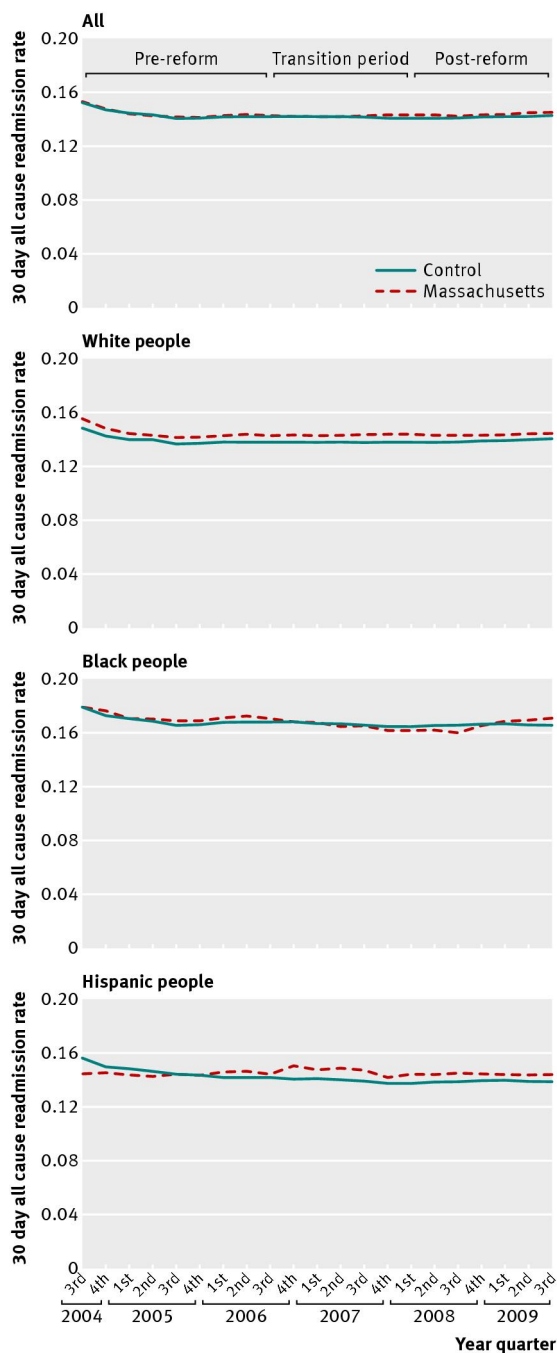 All
30 day all cause readmission rate
0.20
0.16
0.12
0.08
0.04
0
Pre-reform
Transition period
Post-reform
Control
Massachusetts
White people
30 day all cause readmission rate
0.20
0.16
0.12
0.08
0.04
0
Black people
30 day all cause readmission rate
0.20
0.16
0.12
0.08
0.04
0
Hispanic people
30 day all cause readmission rate
0.20
0.16
0.12
0.08
0.04
0
3rd 4th 1st 2nd 3rd 4th 1st 2nd 3rd 4th 1st 2nd 3rd 4th 1st 2nd 3rd 4th 1st 2nd 3rd
2004 2005 2006 2007 2008 2009
Year quarter